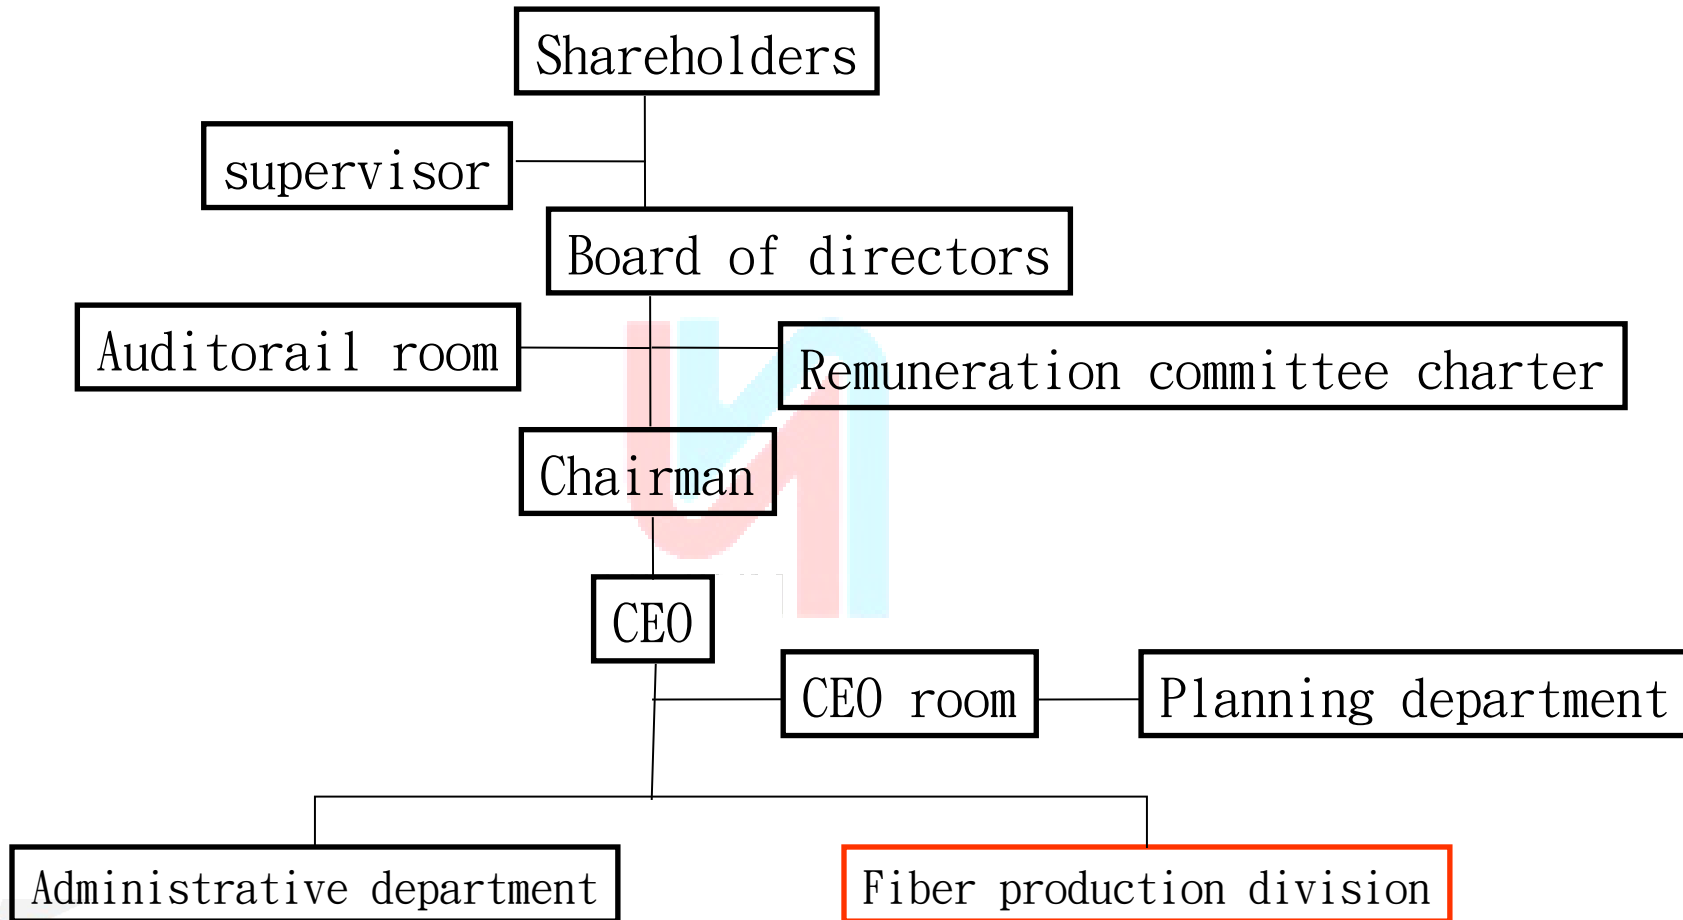 Shareholders
supervisor
Board of directors
Auditorail room
Remuneration committee charter
Chairman
CEO
CEO room
Planning department
Administrative department
Fiber production division